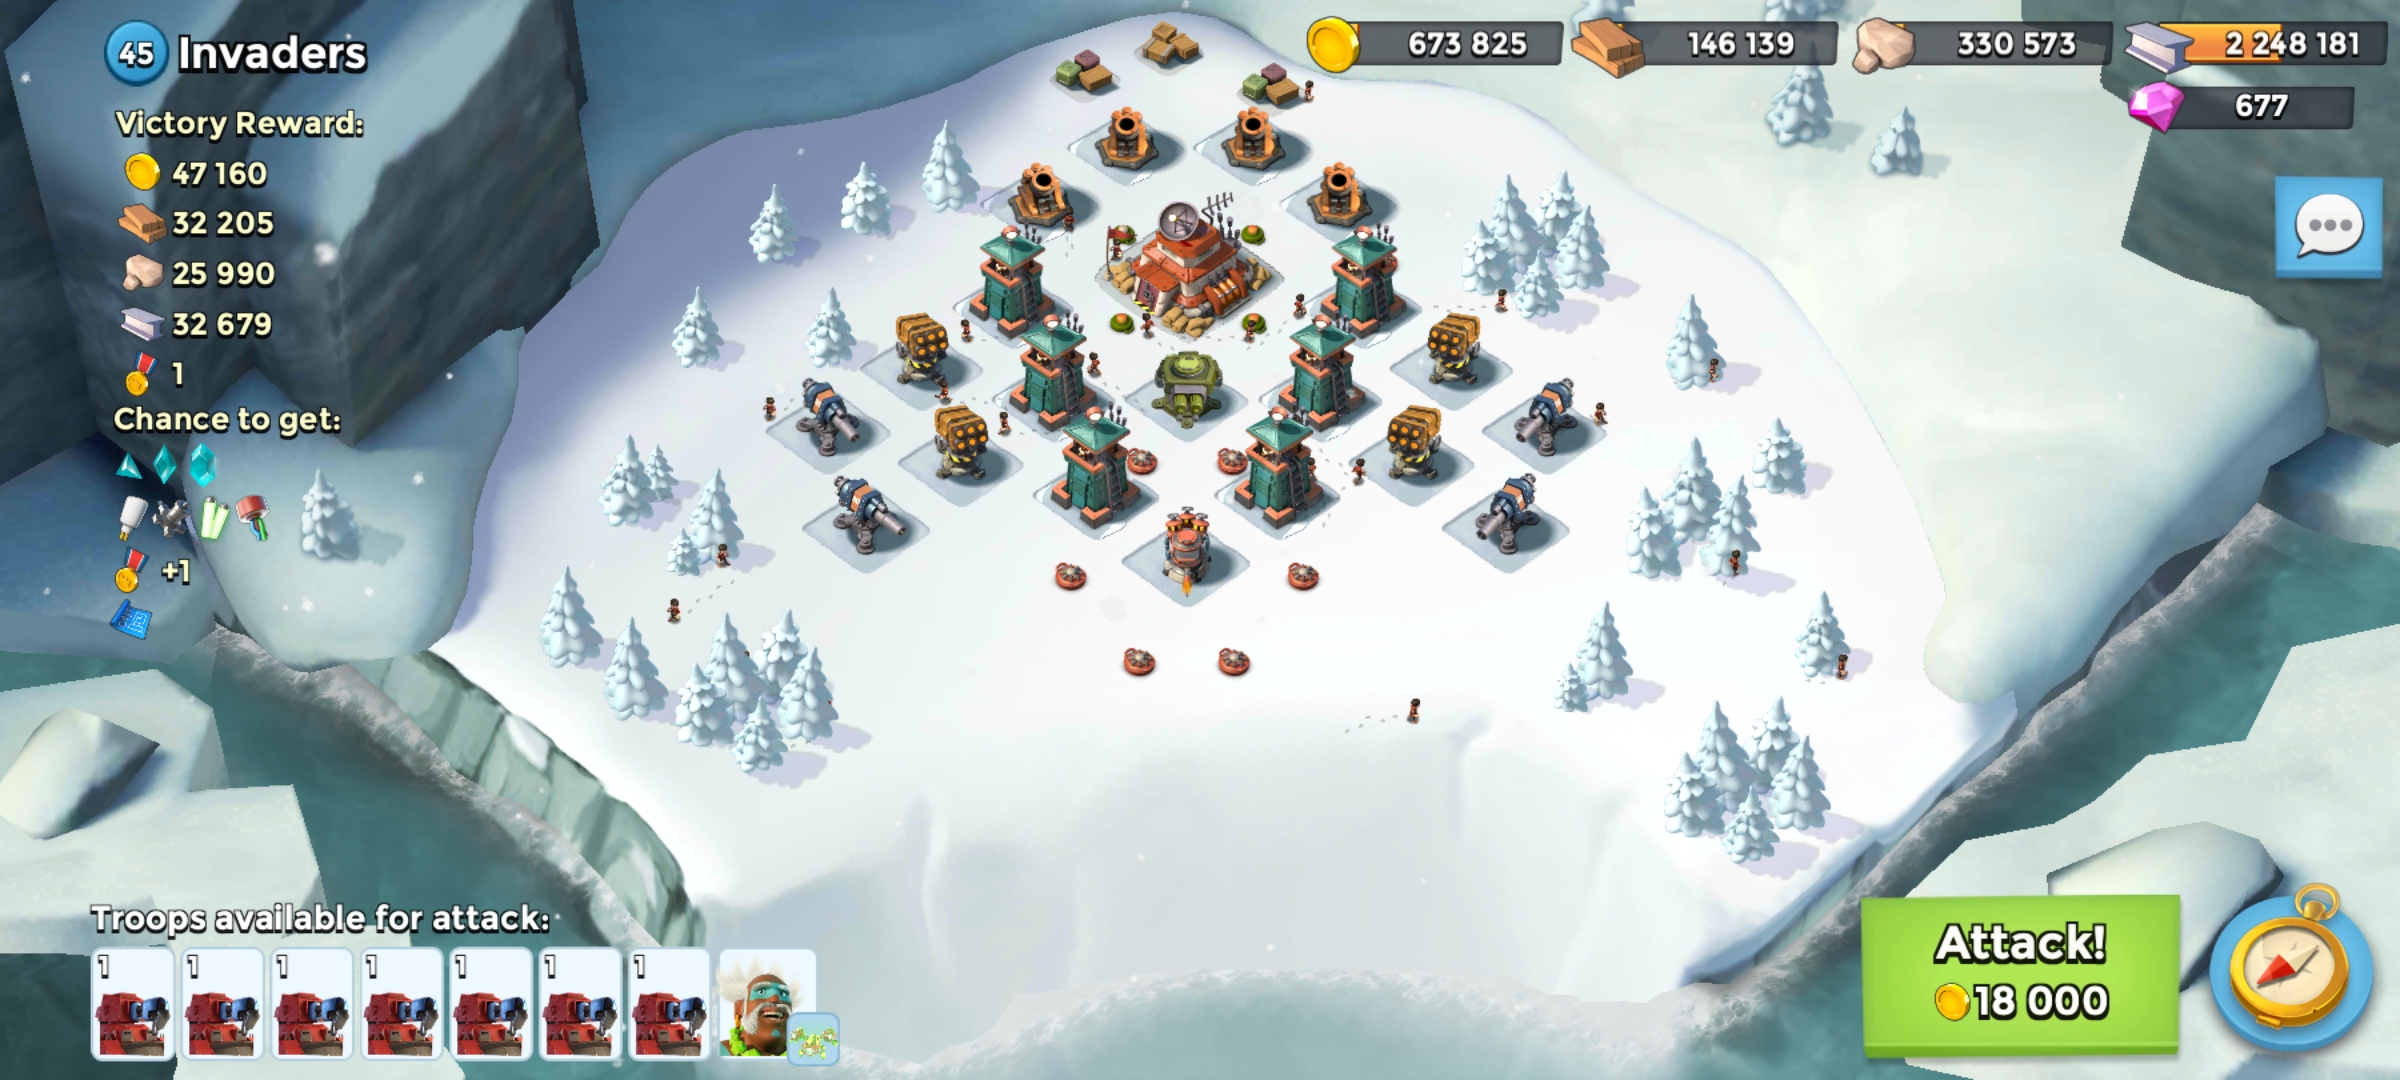 45 Invaders
673 825
146 139
330 573
2 248 181
677
Victory Reward:
47 160
32 205
25 990
32 679
1
Chance to get:
+1
Troops available for attack:
1 1 1 1 1 1 1
Attack!
18 000